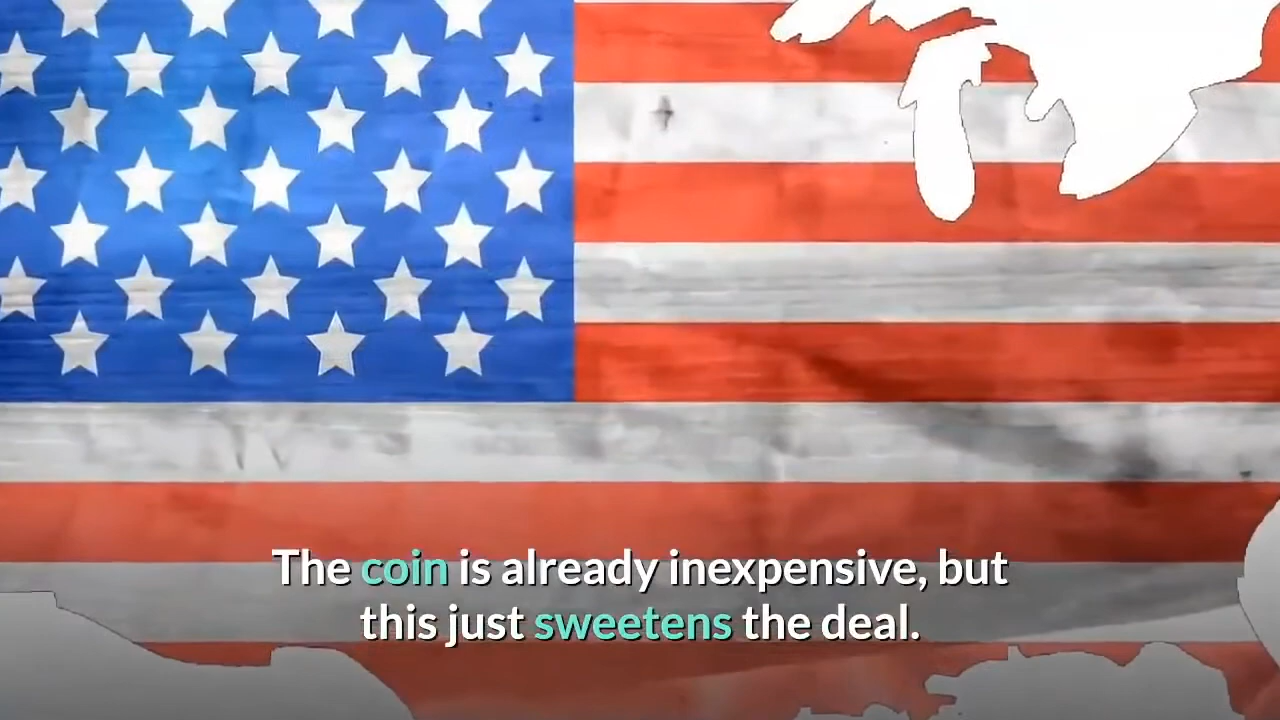 The coin is already inexpensive, but
this just sweetens the deal.